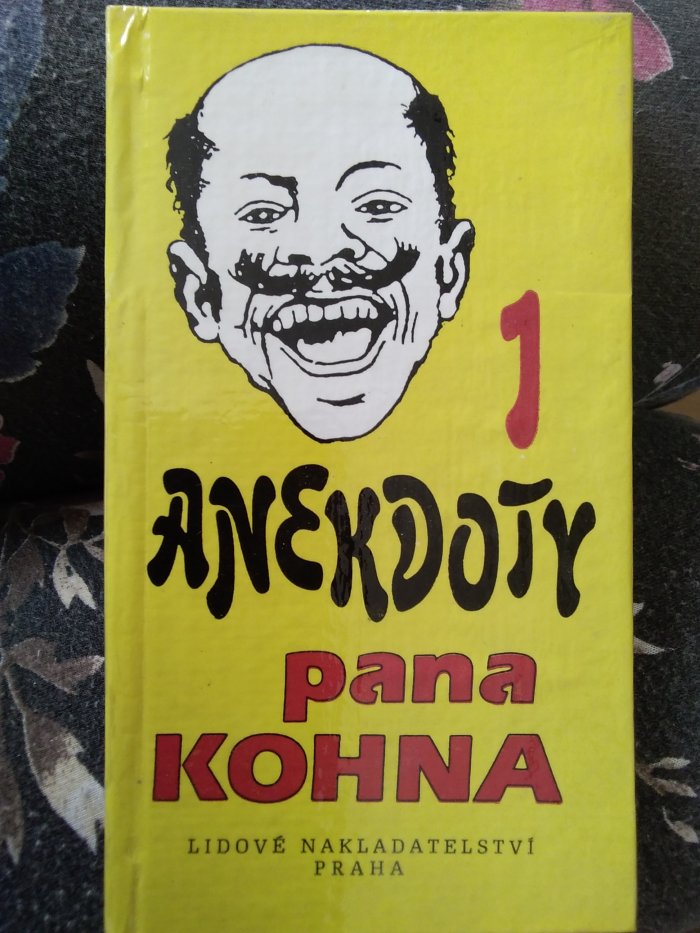 1
ANEKDOTY
pana
KOHNA
LIDOVÉ NAKLADATELSTVÍ
PRAHA